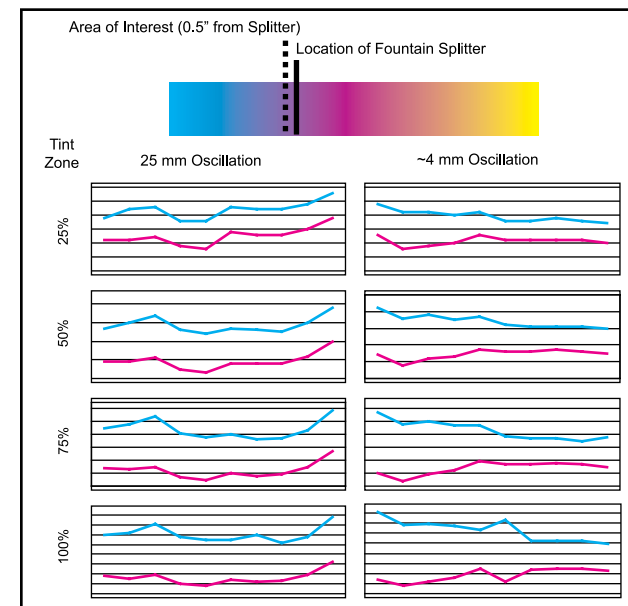 Area of Interest (0.5” from Splitter)
Location of Fountain Splitter
Tint
Zone
25 mm Oscillation
~4 mm Oscillation
25%
50%
75%
100%